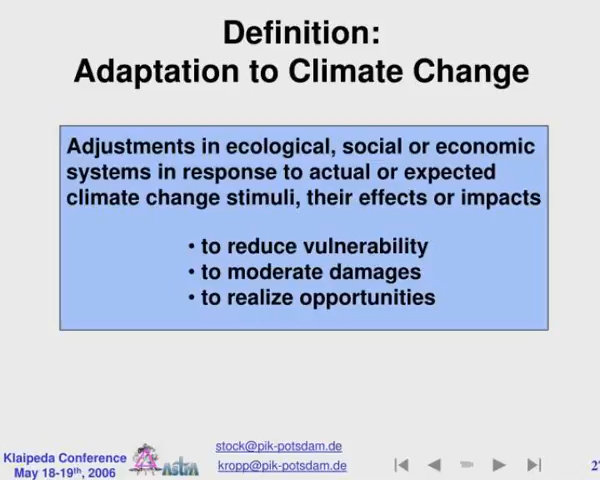 Definition:
Adaptation to Climate Change
Adjustments in ecological, social or economic
systems in response to actual or expected
climate change stimuli, their effects or impacts
• to reduce vulnerability
• to moderate damages
• to realize opportunities
stock@pik-potsdam.de
kropp@pik-potsdam.de
Klaipeda Conference
May 18-19th, 2006
astra